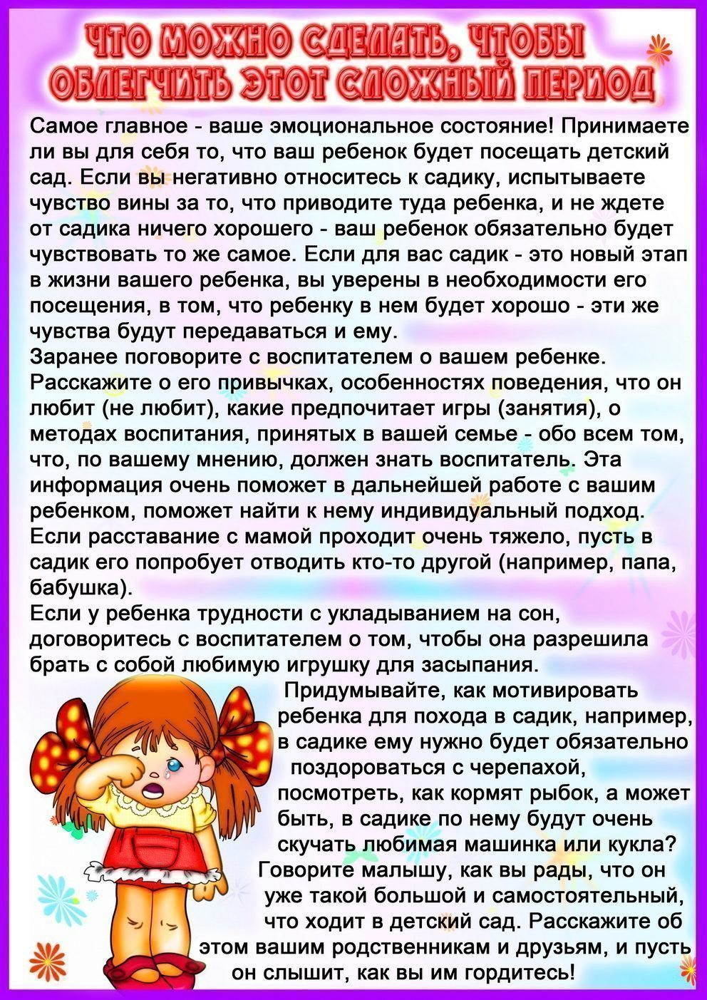 ЧТО МОЖНО СДЕЛАТЬ, ЧТОБЫ
ОБЛЕГЧИТЬ ЭТОТ СЛОЖНЫЙ ПЕРИОД
Самое главное - ваше эмоциональное состояние! Принимаете
ли вы для себя то, что ваш ребенок будет посещать детский
сад. Если вы негативно относитесь к садику, испытываете
чувство вины за то, что приводите туда ребенка, и не ждете
от садика ничего хорошего - ваш ребенок обязательно будет
чувствовать то же самое. Если для вас садик - это новый этап
в жизни вашего ребенка, вы уверены в необходимости его
посещения, в том, что ребенку в нем будет хорошо - эти же
чувства будут передаваться и ему.
Заранее поговорите с воспитателем о вашем ребенке.
Расскажите о его привычках, особенностях поведения, что он
любит (не любит), какие предпочитает игры (занятия), о
методах воспитания, принятых в вашей семье - обо всем том,
что, по вашему мнению, должен знать воспитатель. Эта
информация очень поможет в дальнейшей работе с вашим
ребенком, поможет найти к нему индивидуальный подход.
Если расставание с мамой проходит очень тяжело, пусть в
садик его попробует отводить кто-то другой (например, папа,
бабушка).
Если у ребенка трудности с укладыванием на сон,
договоритесь с воспитателем о том, чтобы она разрешила
брать с собой любимую игрушку для засыпания.
Придумывайте, как мотивировать
ребенка для похода в садик, например,
в садике ему нужно будет обязательно
поздороваться с черепахой,
посмотреть, как кормят рыбок, а может
быть, в садике по нему будут очень
скучать любимая машинка или кукла?
Говорите малышу, как вы рады, что он
уже такой большой и самостоятельный,
что ходит в детский сад. Расскажите об
этом вашим родственникам и друзьям, и пусть
он слышит, как вы им гордитесь!